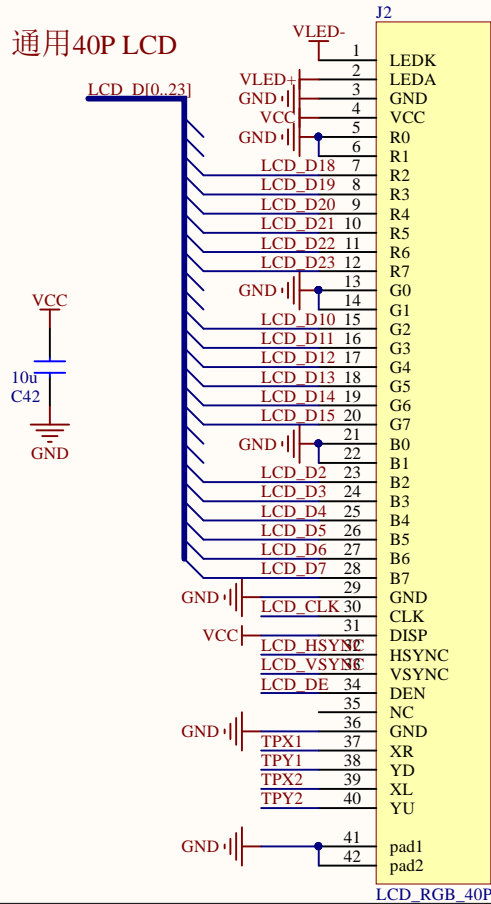 J2
通用40P LCD
VLED-
1 LEDK
VLED+ 2 LEDA
LCD_D[0..23]
GND 3 GND
VCC 4 VCC
GND 5 R0
6 R1
LCD_D18 7 R2
LCD_D19 8 R3
LCD_D20 9 R4
LCD_D21 10 R5
LCD_D22 11 R6
LCD_D23 12 R7
GND 13 G0
14 G1
LCD_D10 15 G2
LCD_D11 16 G3
LCD_D12 17 G4
LCD_D13 18 G5
LCD_D14 19 G6
LCD_D15 20 G7
GND 21 B0
22 B1
LCD_D2 23 B2
LCD_D3 24 B3
LCD_D4 25 B4
LCD_D5 26 B5
LCD_D6 27 B6
LCD_D7 28 B7
GND 29 GND
LCD_CLK 30 CLK
VCC 31 DISP
LCD_HSYNC 32 HSYNC
LCD_VSYNC 33 VSYNC
LCD_DE 34 DEN
35 NC
GND 36 GND
TPX1 37 XR
TPY1 38 YD
TPX2 39 XL
TPY2 40 YU
GND 41 pad1
42 pad2
LCD_RGB_40P
VCC
10u
C42
GND